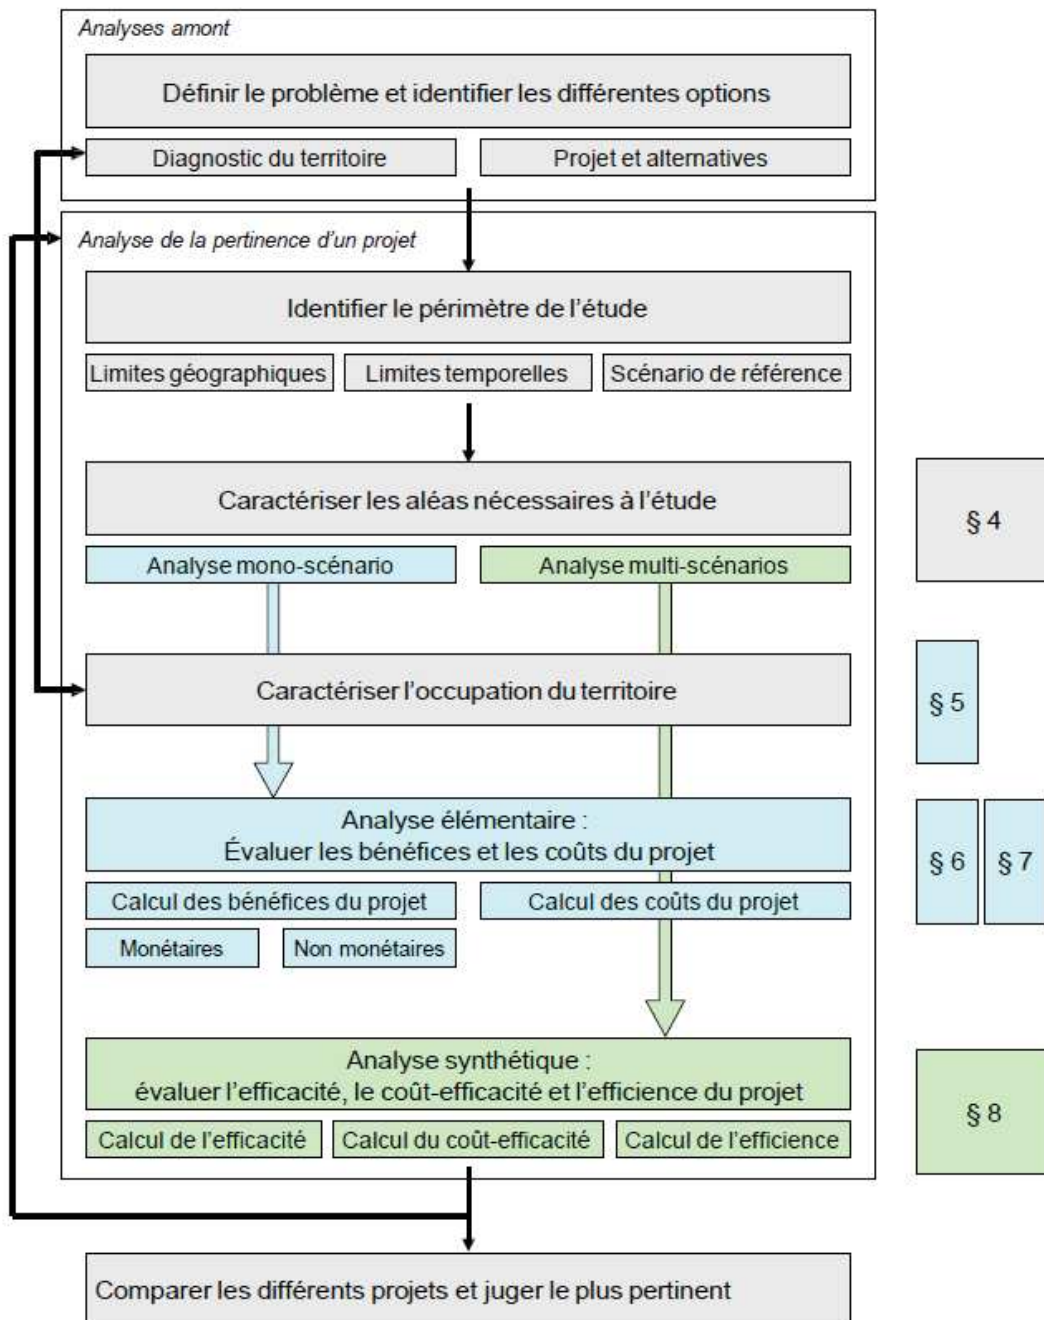 Analyses amont
Définir le problème et identifier les différentes options
Diagnostic du territoire
Projet et alternatives
Analyse de la pertinence d'un projet
Identifier le périmètre de l'étude
Limites géographiques
Limites temporelles
Scénario de référence
Caractériser les aléas nécessaires à l'étude
§ 4
Analyse mono-scénario
Analyse multi-scénarios
Caractériser l'occupation du territoire
§ 5
Analyse élémentaire :
Évaluer les bénéfices et les coûts du projet
§ 6
§ 7
Calcul des bénéfices du projet
Calcul des coûts du projet
Monétaires
Non monétaires
Analyse synthétique :
évaluer l'efficacité, le coût-efficacité et l'efficience du projet
§ 8
Calcul de l'efficacité
Calcul du coût-efficacité
Calcul de l'efficience
Comparer les différents projets et juger le plus pertinent